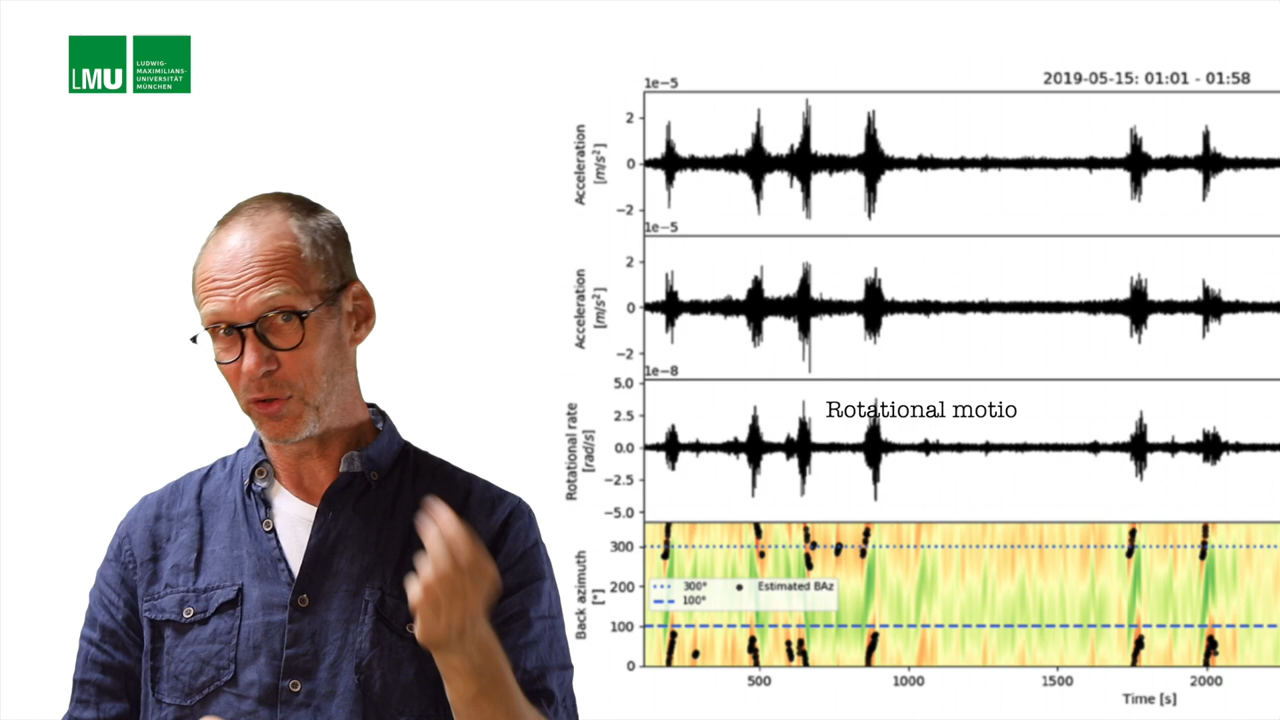 LMU
LUDWIG-
MAXIMILIANS-
UNIVERSITÄT
MÜNCHEN
2019-05-15: 01:01 - 01:58
1e−5
Acceleration
[m/s²]
2
0
−2
1e−5
Acceleration
[m/s²]
2
0
−2
1e−8
Rotational rate
[rad/s]
5.0
2.5
0.0
−2.5
−5.0
Rotational motio
Back azimuth
[°]
300
200
100
0
300°
100°
Estimated BAz
500 1000 1500 2000
Time [s]